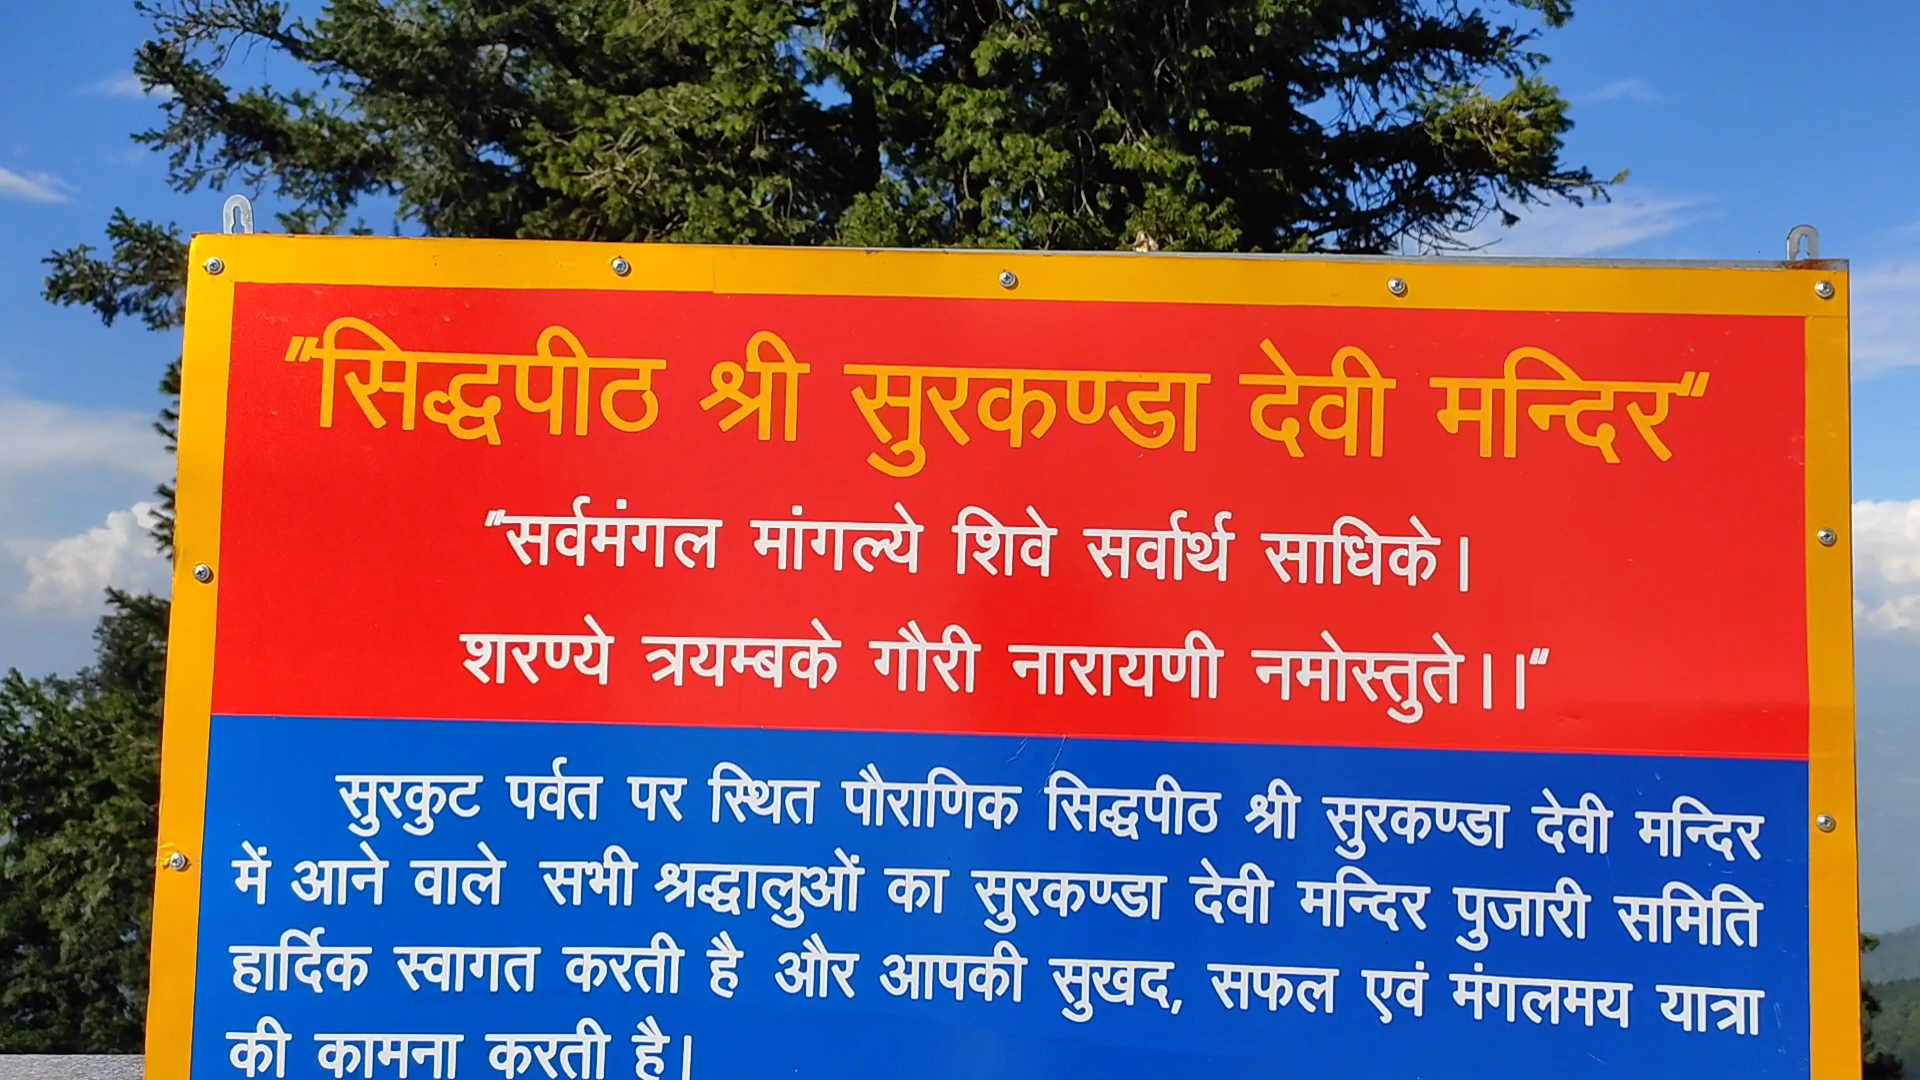 "सिद्धपीठ श्री सुरकण्डा देवी मन्दिर"
"सर्वमंगल मांगल्ये शिवे सर्वार्थ साधिके।
शरण्ये त्रयम्बके गौरी नारायणी नमोस्तुते।।"
सुरकुट पर्वत पर स्थित पौराणिक सिद्धपीठ श्री सुरकण्डा देवी मन्दिर
में आने वाले सभी श्रद्धालुओं का सुरकण्डा देवी मन्दिर पुजारी समिति
हार्दिक स्वागत करती है और आपकी सुखद, सफल एवं मंगलमय यात्रा
की कामना करती है।